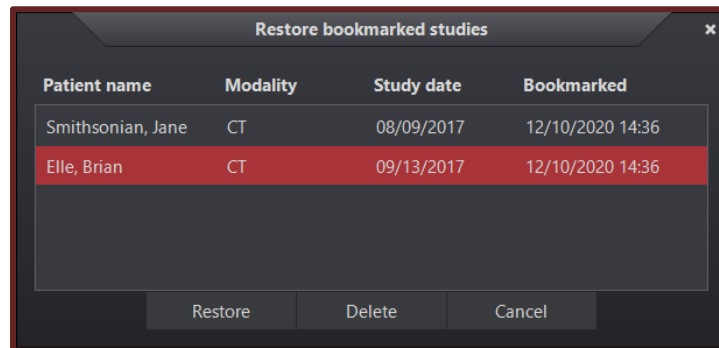 Restore bookmarked studies
Patient name Modality Study date Bookmarked
Smithsonian, Jane CT 08/09/2017 12/10/2020 14:36
Elle, Brian CT 09/13/2017 12/10/2020 14:36
Restore Delete Cancel